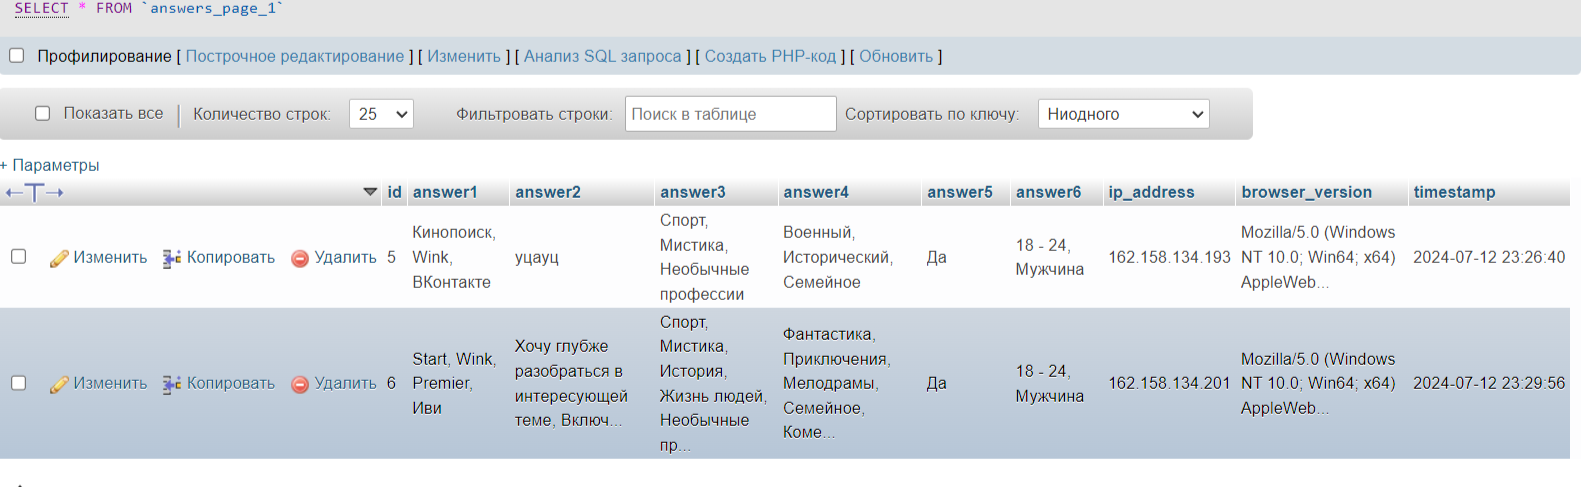 SELECT * FROM `answers_page_1`
Профилирование [ Построчное редактирование ] [ Изменить ] [ Анализ SQL запроса ] [ Создать PHP-код ] [ Обновить ]
Показать все | Количество строк: 25 Фильтровать строки: Поиск в таблице Сортировать по ключу: Ниодного
+ Параметры
←T→ id answer1 answer2 answer3 answer4 answer5 answer6 ip_address browser_version timestamp
Изменить Копировать Удалить 5
Кинопоиск,
Wink,
ВКонтакте
уцауц
Спорт,
Мистика,
Необычные
профессии
Военный,
Исторический,
Семейное
Да
18 - 24,
Мужчина
162.158.134.193
Mozilla/5.0 (Windows
NT 10.0; Win64; x64)
AppleWeb...
2024-07-12 23:26:40
Изменить Копировать Удалить 6
Start, Wink,
Premier,
Иви
Хочу глубже
разобраться в
интересующей
теме, Включ...
Спорт,
Мистика,
История,
Жизнь людей,
Необычные
пр...
Фантастика,
Приключения,
Мелодрамы,
Семейное,
Коме...
Да
18 - 24,
Мужчина
162.158.134.201
Mozilla/5.0 (Windows
NT 10.0; Win64; x64)
AppleWeb...
2024-07-12 23:29:56